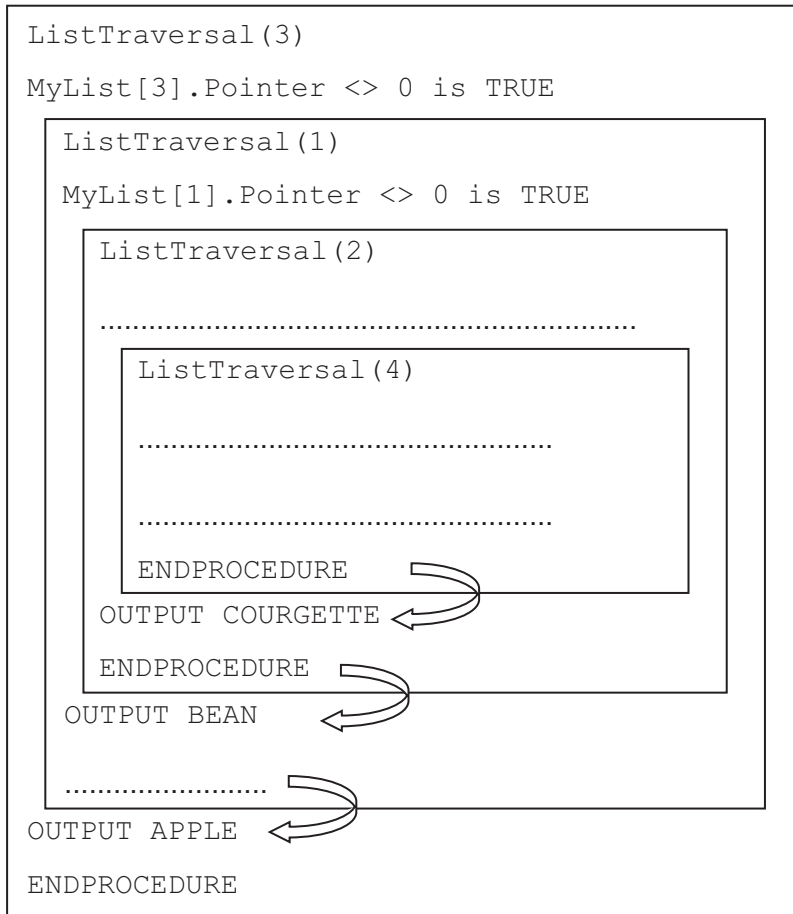 ListTraversal(3)
MyList[3].Pointer <> 0 is TRUE
ListTraversal(1)
MyList[1].Pointer <> 0 is TRUE
ListTraversal(2)
.................................................................
ListTraversal(4)
..................................................
..................................................
ENDPROCEDURE
OUTPUT COURGETTE
ENDPROCEDURE
OUTPUT BEAN
.........................
OUTPUT APPLE
ENDPROCEDURE